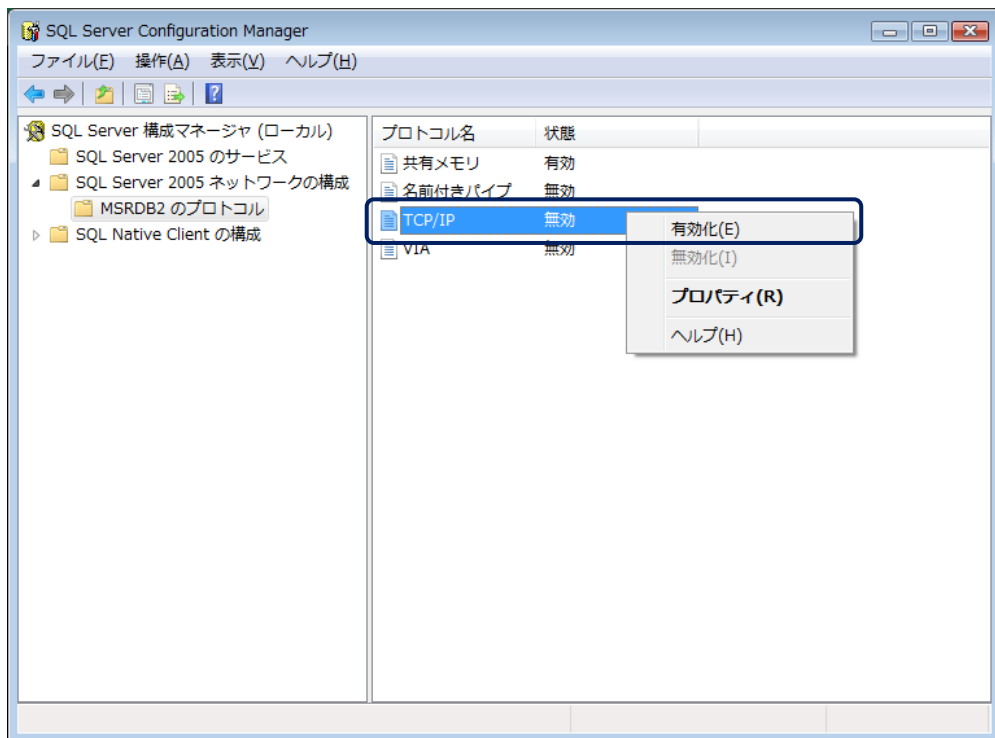 SQL Server Configuration Manager
ファイル(F) 操作(A) 表示(V) ヘルプ(H)
SQL Server 構成マネージャ (ローカル)
SQL Server 2005 のサービス
SQL Server 2005 ネットワークの構成
MSRDB2 のプロトコル
SQL Native Client の構成
プロトコル名 状態
共有メモリ 有効
名前付きパイプ 無効
TCP/IP 無効
VIA 無効
有効化(E)
無効化(I)
プロパティ(R)
ヘルプ(H)